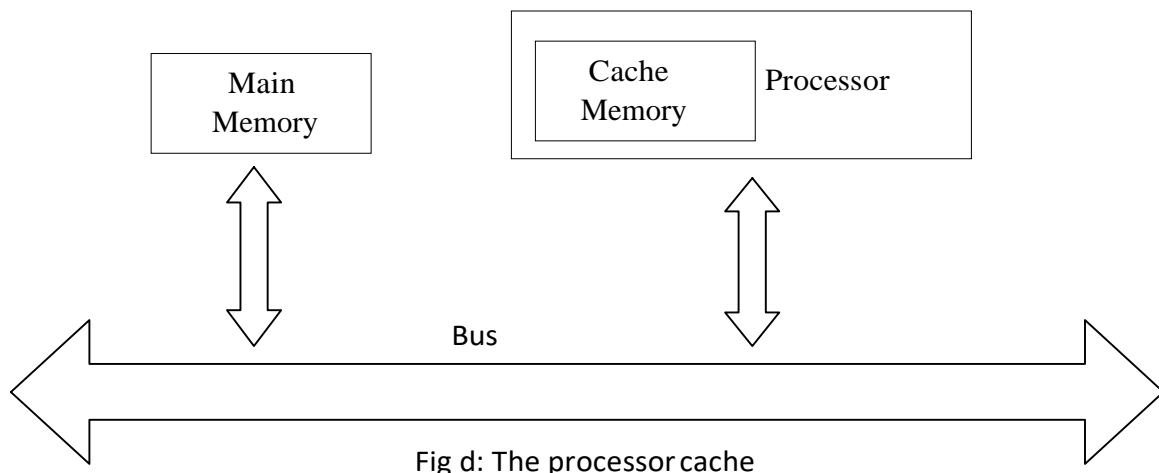 Main
Memory
Cache
Memory
Processor
Bus
Fig d: The processor cache